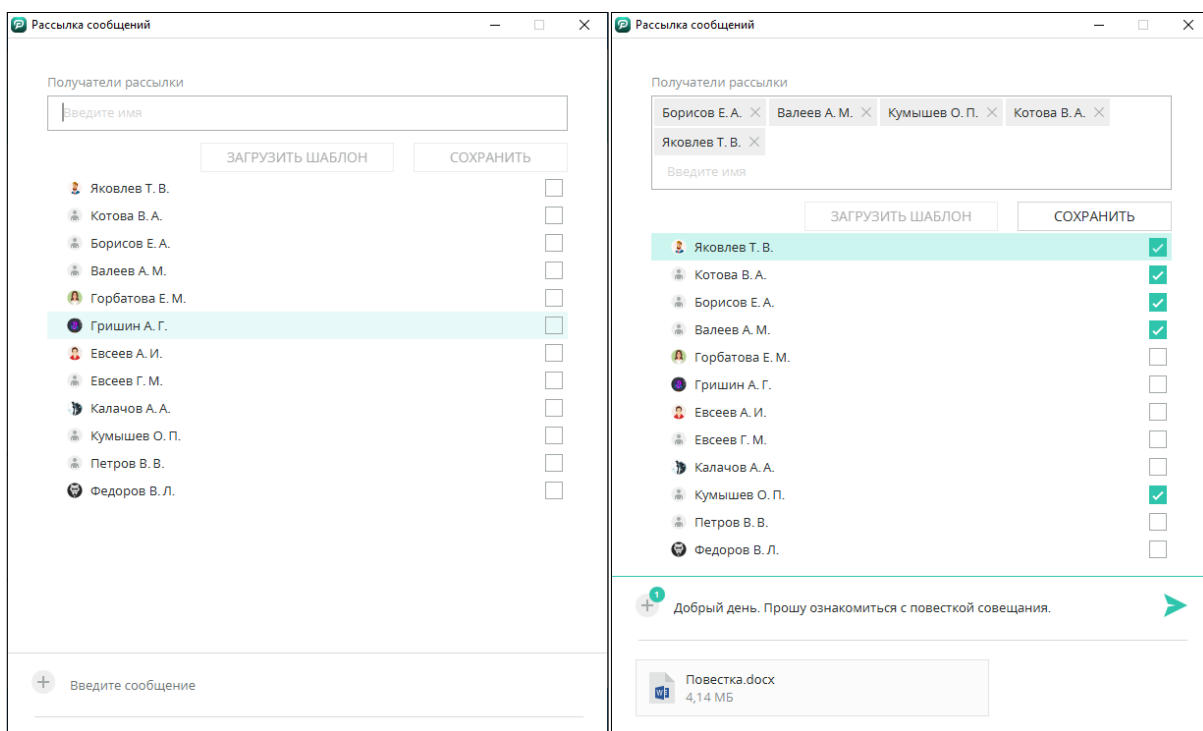 Рассылка сообщений
Получатели рассылки
Введите имя
ЗАГРУЗИТЬ ШАБЛОН СОХРАНИТЬ
Яковлев Т. В.
Котова В. А.
Борисов Е. А.
Валеев А. М.
Горбатова Е. М.
Гришин А. Г.
Евсеев А. И.
Евсеев Г. М.
Калачов А. А.
Кумышев О. П.
Петров В. В.
Федоров В. Л.
Введите сообщение
Рассылка сообщений
Получатели рассылки
Борисов Е. А. Валеев А. М. Кумышев О. П. Котова В. А.
Яковлев Т. В.
Введите имя
ЗАГРУЗИТЬ ШАБЛОН СОХРАНИТЬ
Яковлев Т. В.
Котова В. А.
Борисов Е. А.
Валеев А. М.
Горбатова Е. М.
Гришин А. Г.
Евсеев А. И.
Евсеев Г. М.
Калачов А. А.
Кумышев О. П.
Петров В. В.
Федоров В. Л.
1
Добрый день. Прошу ознакомиться с повесткой совещания.
Повестка.docx
4,14 МБ